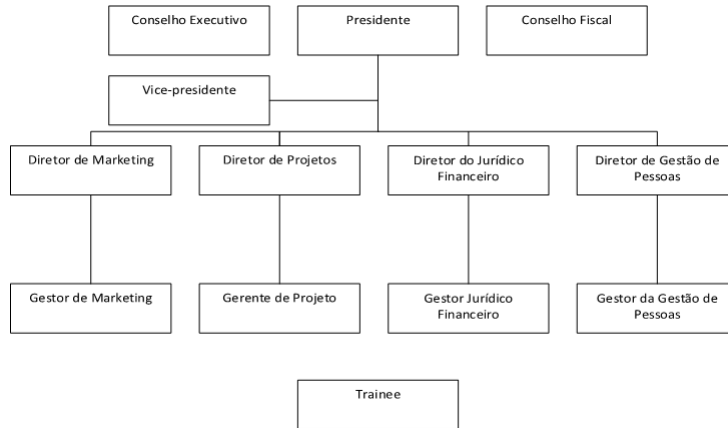 Conselho Executivo
Presidente
Conselho Fiscal
Vice-presidente
Diretor de Marketing
Diretor de Projetos
Diretor do Jurídico
Financeiro
Diretor de Gestão de
Pessoas
Gestor de Marketing
Gerente de Projeto
Gestor Jurídico
Financeiro
Gestor da Gestão de
Pessoas
Trainee